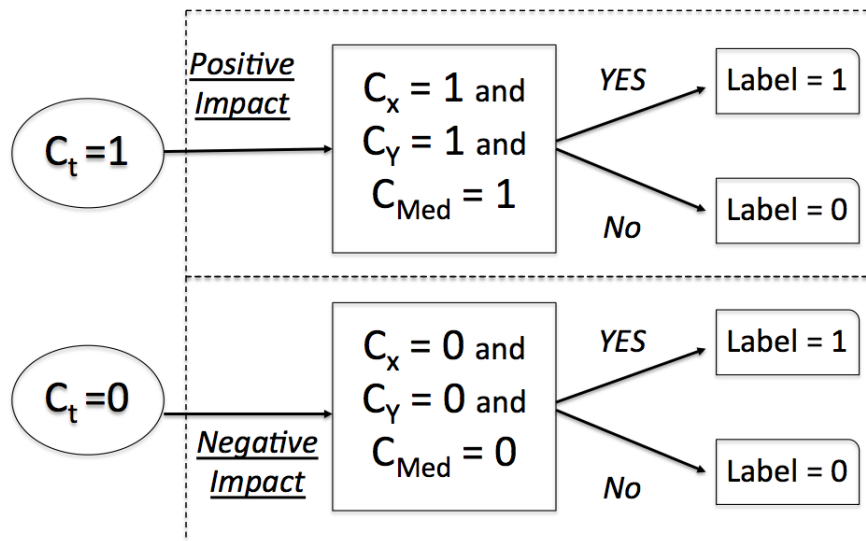 C_t =1
Positive
Impact
C_x = 1 and
C_Y = 1 and
C_Med = 1
YES
No
Label = 1
Label = 0
C_t =0
Negative
Impact
C_x = 0 and
C_Y = 0 and
C_Med = 0
YES
No
Label = 1
Label = 0